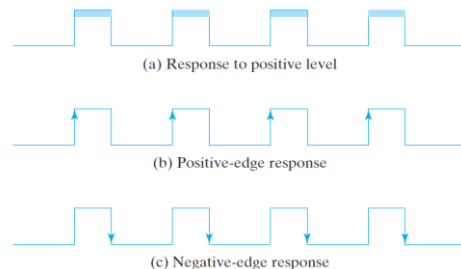 (a) Response to positive level
(b) Positive-edge response
(c) Negative-edge response